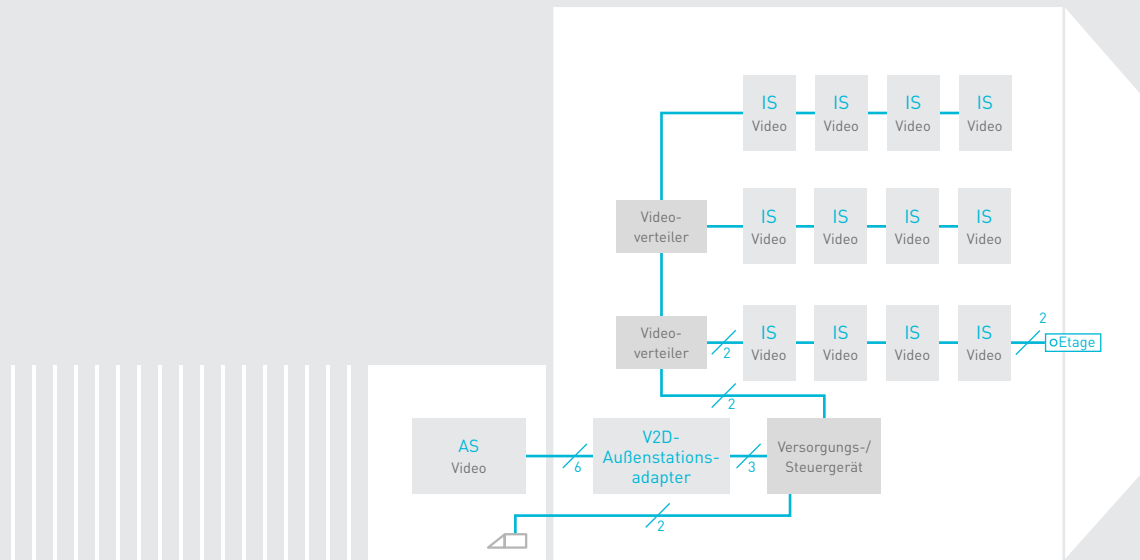 IS
Video
IS
Video
IS
Video
IS
Video
Video-
verteiler
IS
Video
IS
Video
IS
Video
IS
Video
Video-
verteiler
2
IS
Video
IS
Video
IS
Video
IS
Video
2
Etage
2
AS
Video
6
V2D-
Außenstations-
adapter
3
Versorgungs-/
Steuergerät
2